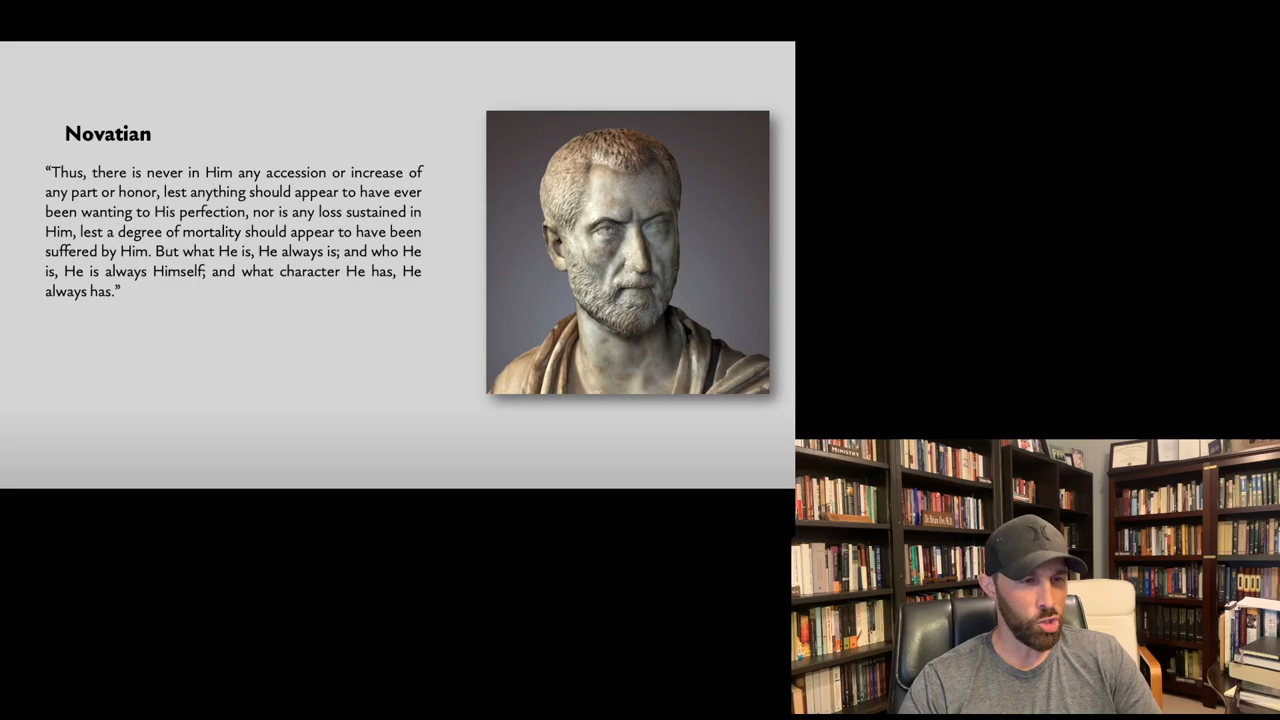 Novatian
“Thus, there is never in Him any accession or increase of
any part or honor, lest anything should appear to have ever
been wanting to His perfection, nor is any loss sustained in
Him, lest a degree of mortality should appear to have been
suffered by Him. But what He is, He always is; and who He
is, He is always Himself; and what character He has, He
always has.”
MINISTRY